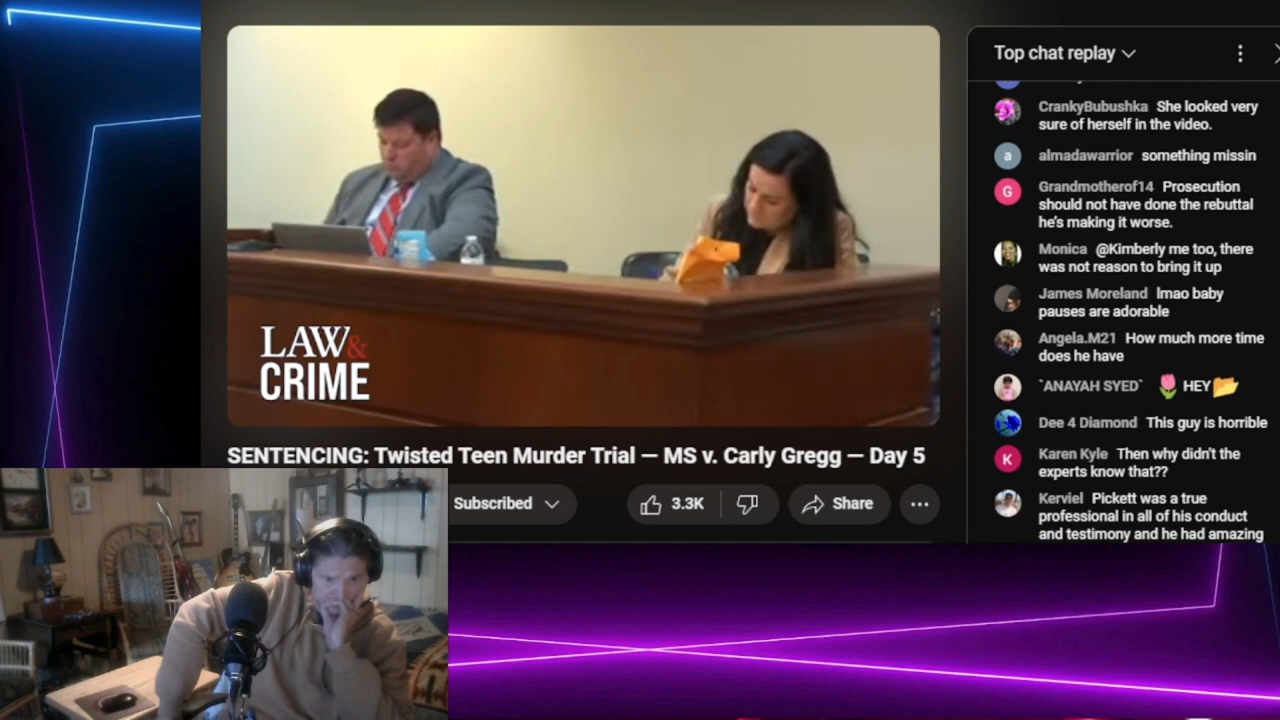 LAW&
CRIME
SENTENCING: Twisted Teen Murder Trial — MS v. Carly Gregg — Day 5
Subscribed
3.3K
Share
Top chat replay
CrankyBubushka She looked very
sure of herself in the video.
a
almadawarrior something missin
G
Grandmotherof14 Prosecution
should not have done the rebuttal
he's making it worse.
Monica @Kimberly me too, there
was not reason to bring it up
James Moreland lmao baby
pauses are adorable
Angela.M21 How much more time
does he have
`ANAYAH SYED` 🌷 HEY📂
Dee 4 Diamond This guy is horrible
K
Karen Kyle Then why didn't the
experts know that??
Kerviel Pickett was a true
professional in all of his conduct
and testimony and he had amazing